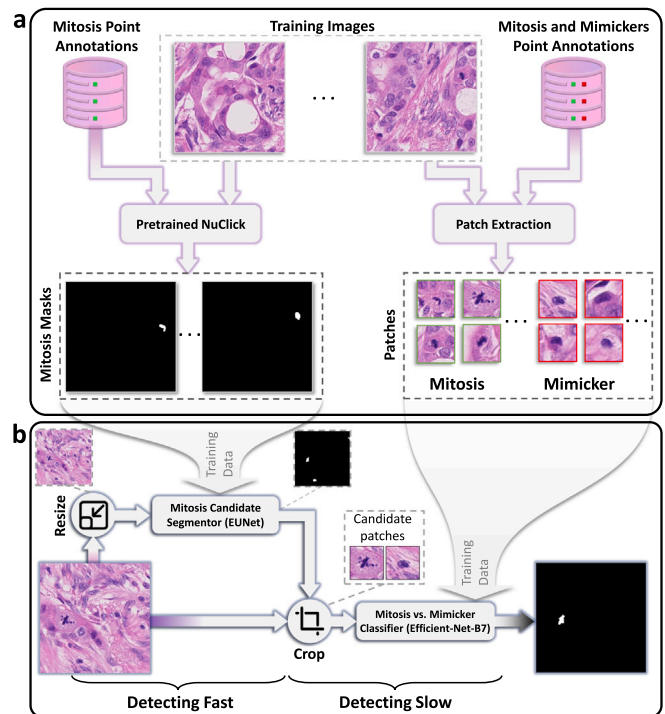 a
Mitosis Point
Annotations
Training Images
Mitosis and Mimickers
Point Annotations
...
Pretrained NuClick
Patch Extraction
Mitosis Masks
...
Patches
...
...
Mitosis
Mimicker
b
Training
Data
Resize
Mitosis Candidate
Segmentor (EUNet)
Candidate
patches
Training
Data
Crop
Mitosis vs. Mimicker
Classifier (Efficient-Net-B7)
Detecting Fast
Detecting Slow